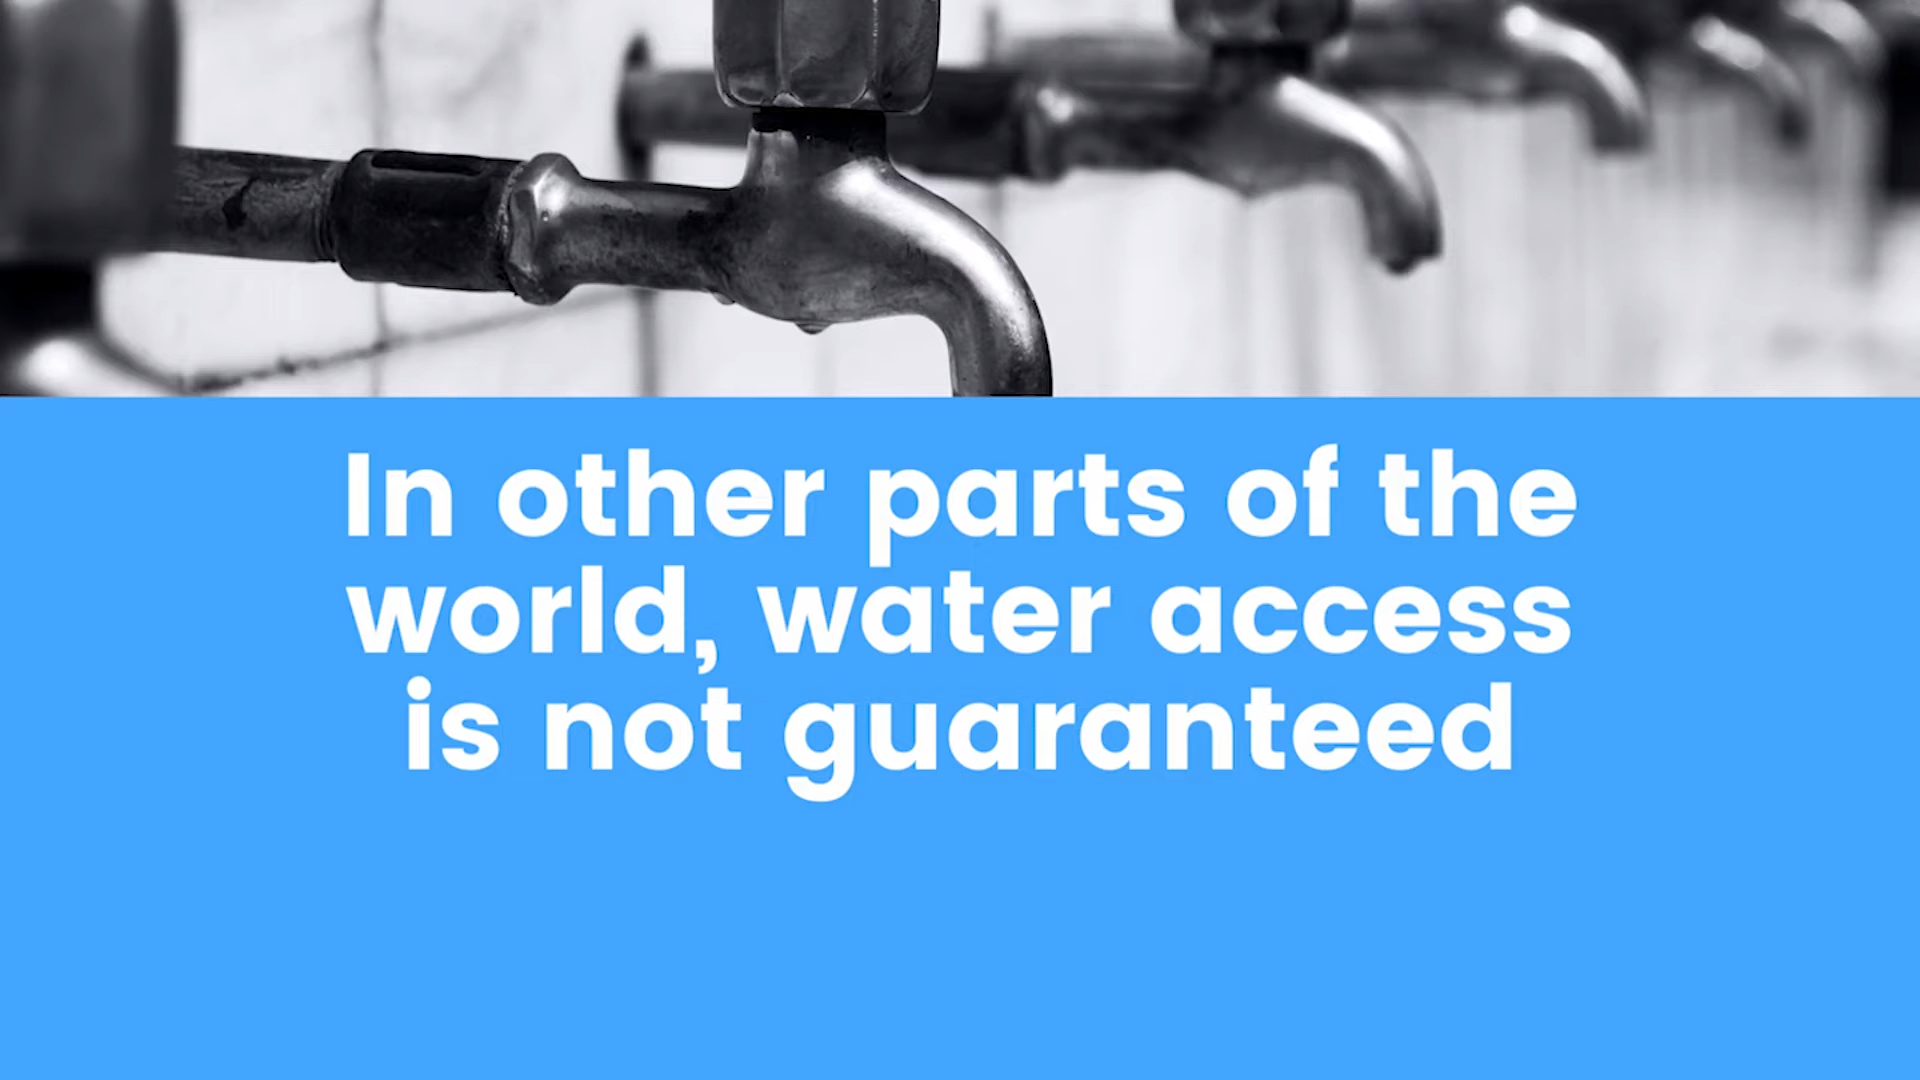 In other parts of the
world, water access
is not guaranteed